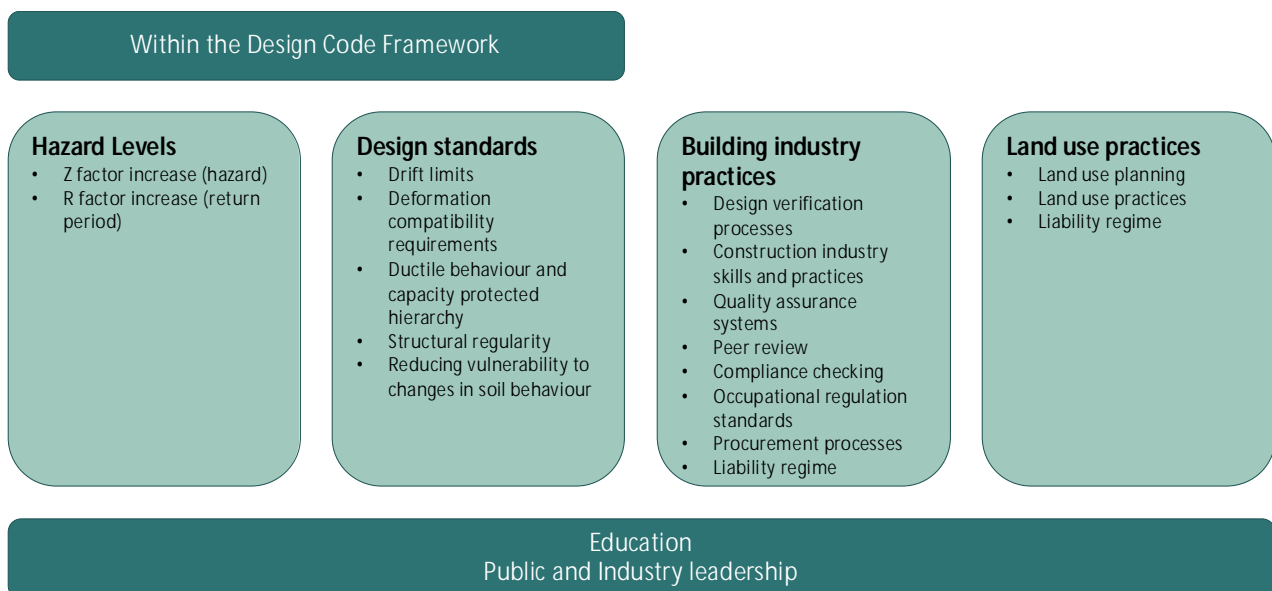 Within the Design Code Framework
Hazard Levels
• Z factor increase (hazard)
• R factor increase (return
period)
Design standards
• Drift limits
• Deformation
compatibility
requirements
• Ductile behaviour and
capacity protected
hierarchy
• Structural regularity
• Reducing vulnerability to
changes in soil behaviour
Building industry
practices
• Design verification
processes
• Construction industry
skills and practices
• Quality assurance
systems
• Peer review
• Compliance checking
• Occupational regulation
standards
• Procurement processes
• Liability regime
Land use practices
• Land use planning
• Land use practices
• Liability regime
Education
Public and Industry leadership